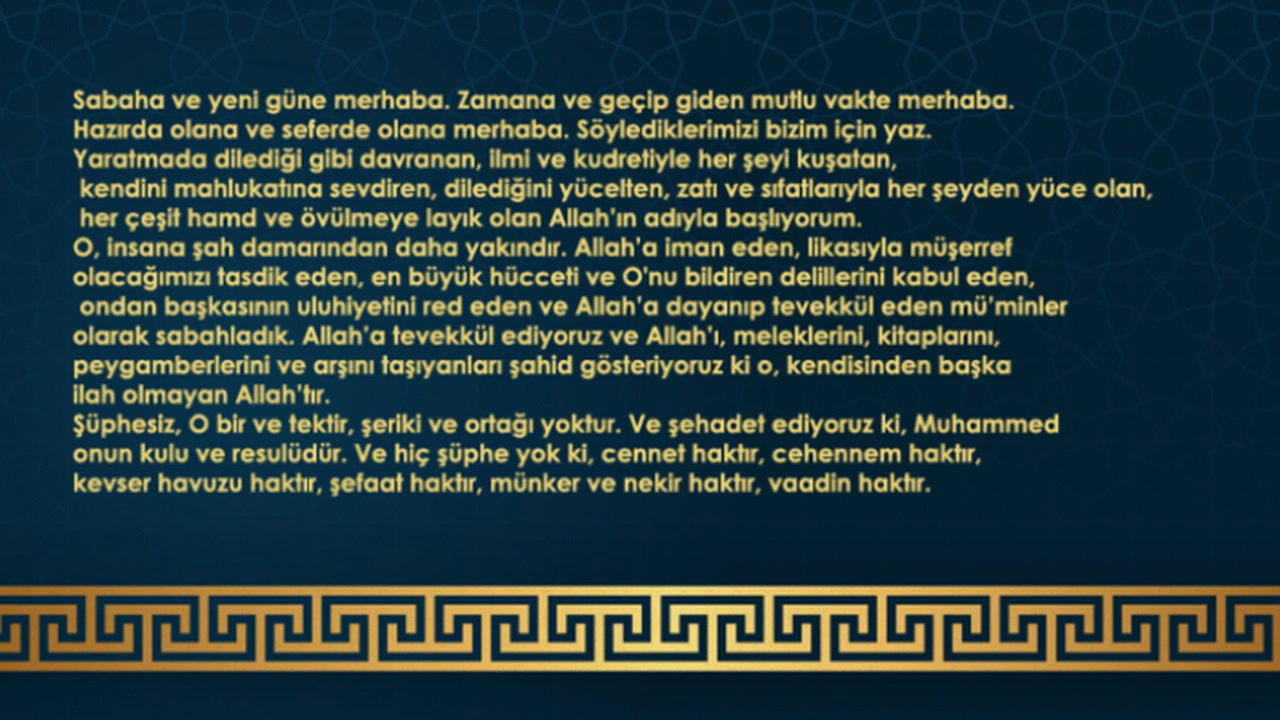 Sabaha ve yeni güne merhaba. Zamana ve geçip giden mutlu vakte merhaba.
Hazırda olana ve seferde olana merhaba. Söylediklerimizi bizim için yaz.
Yaratmada dilediği gibi davranan, ilmi ve kudretiyle her şeyi kuşatan,
kendini mahlukatına sevdiren, dilediğini yücelten, zatı ve sıfatlarıyla her şeyden yüce olan,
her çeşit hamd ve övülmeye layık olan Allah'ın adıyla başlıyorum.
O, insana şah damarından daha yakındır. Allah'a iman eden, likasıyla müşerref
olacağımızı tasdik eden, en büyük hücceti ve O'nu bildiren delillerini kabul eden,
ondan başkasının uluhiyetini red eden ve Allah'a dayanıp tevekkül eden mü'minler
olarak sabahladık. Allah'a tevekkül ediyoruz ve Allah'ı, meleklerini, kitaplarını,
peygamberlerini ve arşını taşıyanları şahid gösteriyoruz ki o, kendisinden başka
ilah olmayan Allah'tır.
Şüphesiz, O bir ve tektir, şeriki ve ortağı yoktur. Ve şehadet ediyoruz ki, Muhammed
onun kulu ve resulüdür. Ve hiç şüphe yok ki, cennet haktır, cehennem haktır,
kevser havuzu haktır, şefaat haktır, münker ve nekir haktır, vaadin haktır.